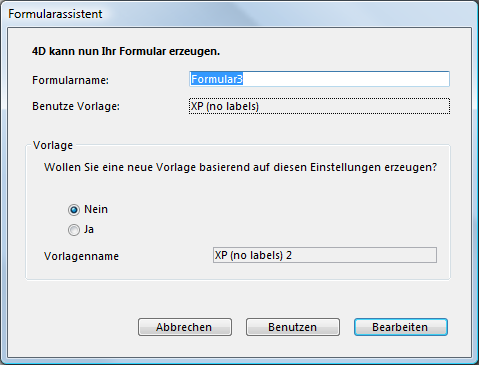 Formularassistent
4D kann nun Ihr Formular erzeugen.
Formularname: Formular3
Benutze Vorlage: XP (no labels)
Vorlage
Wollen Sie eine neue Vorlage basierend auf diesen Einstellungen erzeugen?
Nein
Ja
Vorlagenname XP (no labels) 2
Abbrechen Benutzen Bearbeiten